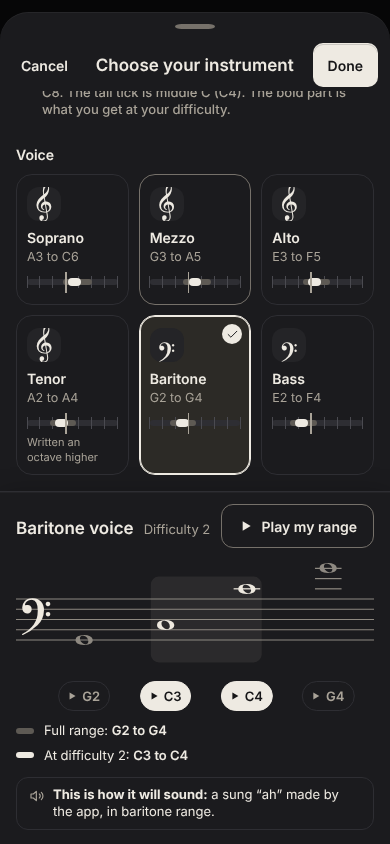 Cancel
Choose your instrument
Done
C8. The tall tick is middle C (C4). The bold part is
what you get at your difficulty.
Voice
Soprano
A3 to C6
Mezzo
G3 to A5
Alto
E3 to F5
Tenor
A2 to A4
Written an
octave higher
Baritone
G2 to G4
Bass
E2 to F4
Baritone voice
Difficulty 2
Play my range
G2
C3
C4
G4
Full range: G2 to G4
At difficulty 2: C3 to C4
This is how it will sound: a sung “ah” made by
the app, in baritone range.